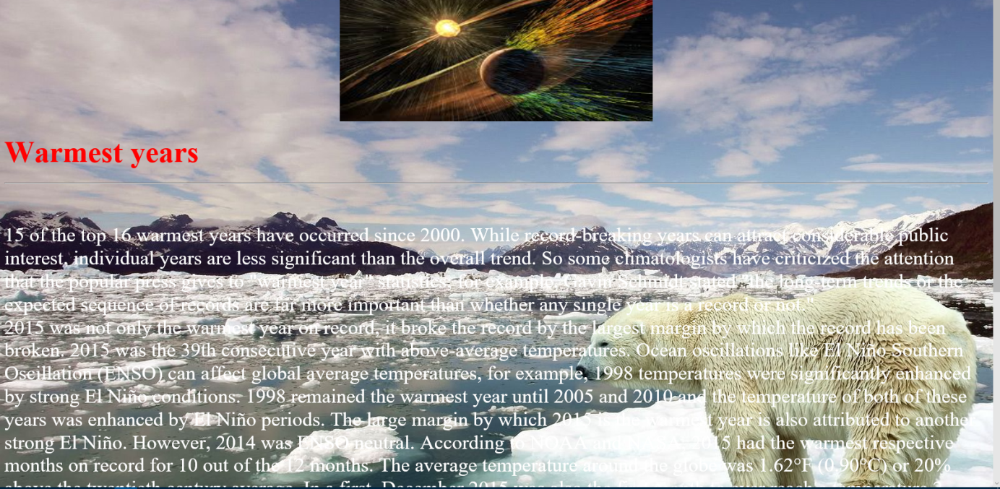 Warmest years
15 of the top 16 warmest years have occurred since 2000. While record-breaking years can attract considerable public
interest, individual years are less significant than the overall trend. So some climatologists have criticized the attention
that the popular press gives to "warmest year" statistics; for example, Gavin Schmidt stated "the long-term trends or the
expected sequence of records are far more important than whether any single year is a record or not."
2015 was not only the warmest year on record, it broke the record by the largest margin by which the record has been
broken. 2015 was the 39th consecutive year with above-average temperatures. Ocean oscillations like El Niño Southern
Oscillation (ENSO) can affect global average temperatures, for example, 1998 temperatures were significantly enhanced
by strong El Niño conditions. 1998 remained the warmest year until 2005 and 2010 and the temperature of both of these
years was enhanced by El Niño periods. The large margin by which 2015 is the warmest year is also attributed to another
strong El Niño. However, 2014 was ENSO neutral. According to NOAA and 2015 had the warmest respective
months on record for 10 out of the 12 months. The average temperature around the globe was 1.62°F (0.90°C) or 20%
above the twentieth century average. In a first, December 2015 was also the first